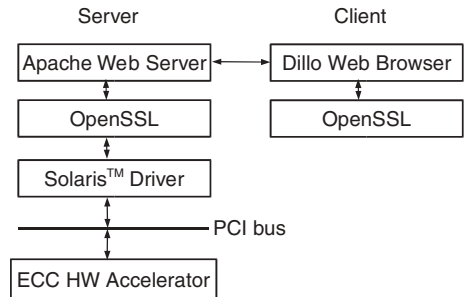 Server
Client
Apache Web Server
Dillo Web Browser
OpenSSL
OpenSSL
Solaris™ Driver
PCI bus
ECC HW Accelerator